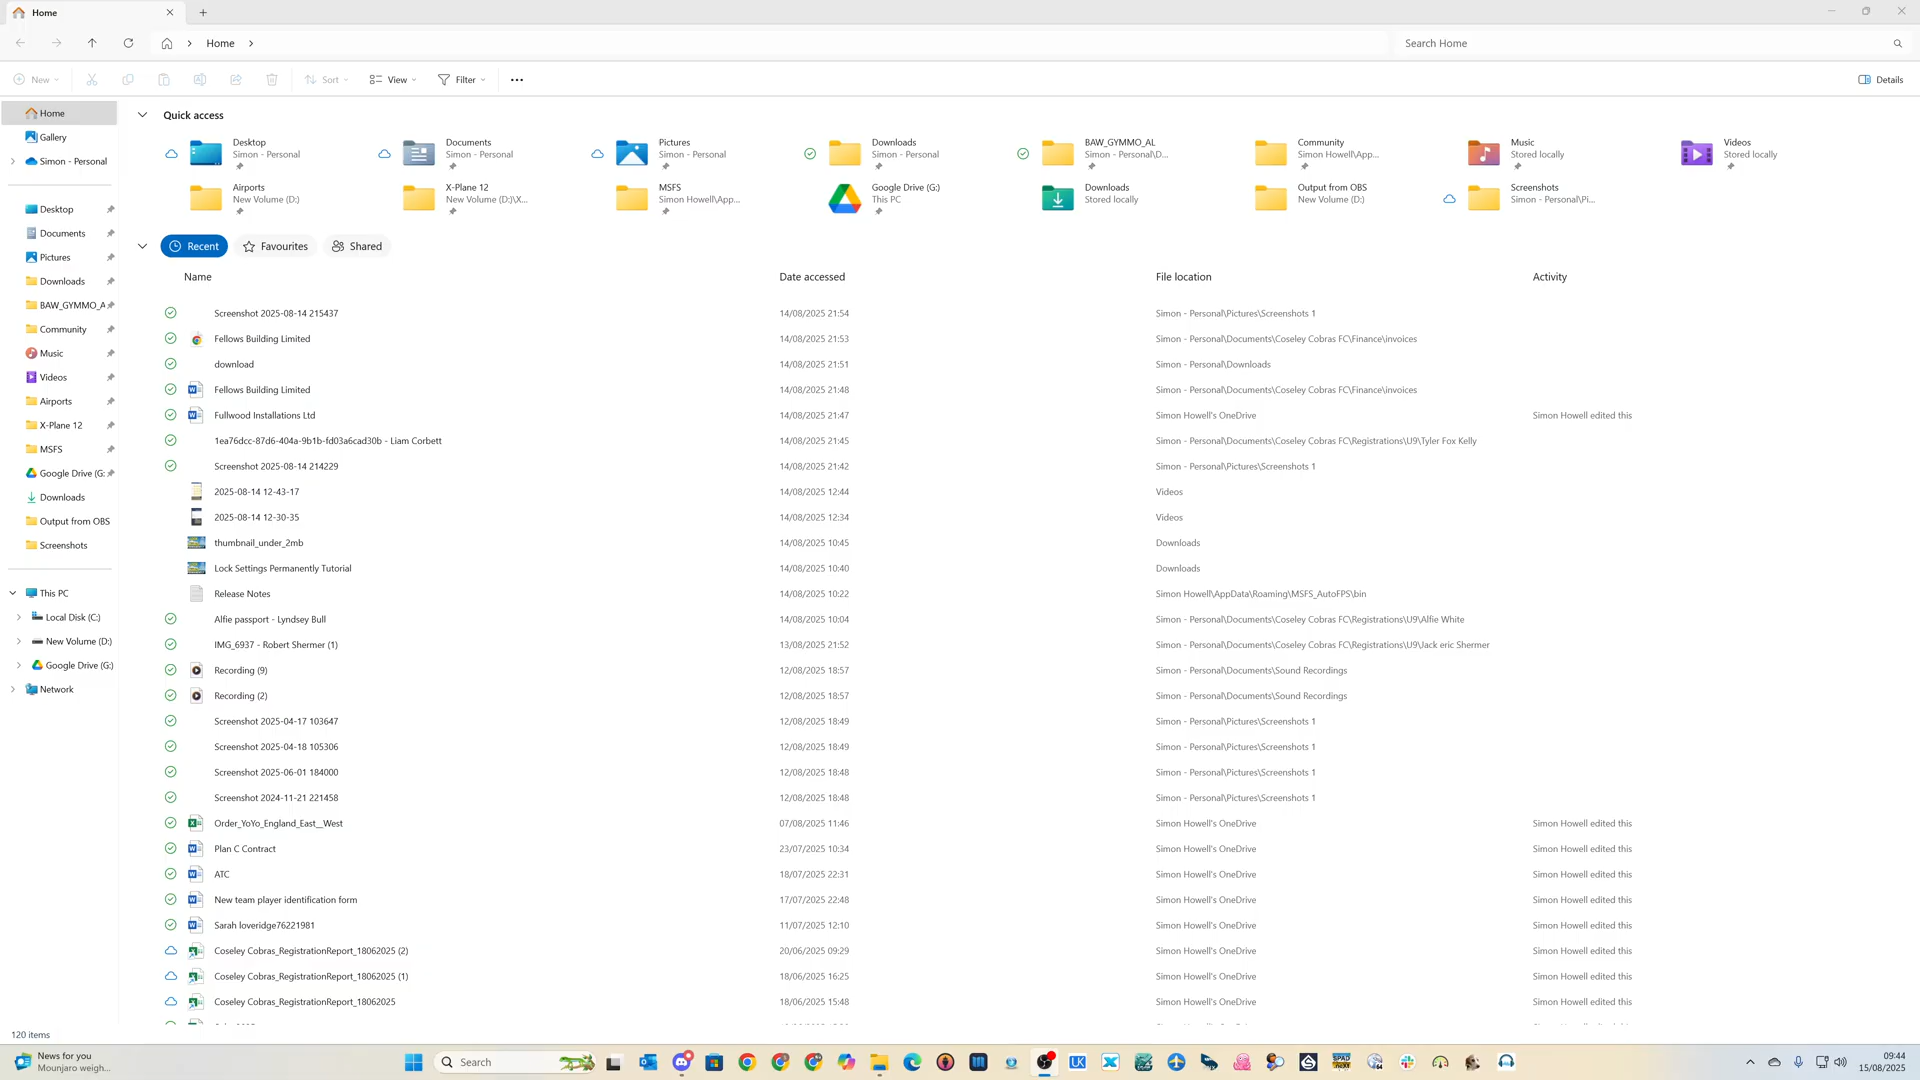 Home
Home
Search Home
New
Sort
View
Filter
Details
Home
Gallery
Simon - Personal
Desktop
Documents
Pictures
Downloads
BAW_GYMMO_A
Community
Music
Videos
Airports
X-Plane 12
MSFS
Google Drive (G:
Downloads
Output from OBS
Screenshots
This PC
Local Disk (C:)
New Volume (D:)
Google Drive (G:)
Network
Quick access
Desktop
Simon - Personal
Documents
Simon - Personal
Pictures
Simon - Personal
Downloads
Simon - Personal
BAW_GYMMO_AL
Simon - Personal\D...
Community
Simon Howell\App...
Music
Stored locally
Videos
Stored locally
Airports
New Volume (D:)
X-Plane 12
New Volume (D:)\X...
MSFS
Simon Howell\App...
Google Drive (G:)
This PC
Downloads
Stored locally
Output from OBS
New Volume (D:)
Screenshots
Simon - Personal\Pi...
Recent Favourites Shared
Name Date accessed File location Activity
Screenshot 2025-08-14 215437 14/08/2025 21:54 Simon - Personal\Pictures\Screenshots 1
Fellows Building Limited 14/08/2025 21:53 Simon - Personal\Documents\Coseley Cobras FC\Finance\invoices
download 14/08/2025 21:51 Simon - Personal\Downloads
Fellows Building Limited 14/08/2025 21:48 Simon - Personal\Documents\Coseley Cobras FC\Finance\invoices
Fullwood Installations Ltd 14/08/2025 21:47 Simon Howell's OneDrive Simon Howell edited this
1ea76dcc-87d6-404a-9b1b-fd03a6cad30b - Liam Corbett 14/08/2025 21:45 Simon - Personal\Documents\Coseley Cobras FC\Registrations\U9\Tyler Fox Kelly
Screenshot 2025-08-14 214229 14/08/2025 21:42 Simon - Personal\Pictures\Screenshots 1
2025-08-14 12-43-17 14/08/2025 12:44 Videos
2025-08-14 12-30-35 14/08/2025 12:34 Videos
thumbnail_under_2mb 14/08/2025 10:45 Downloads
Lock Settings Permanently Tutorial 14/08/2025 10:40 Downloads
Release Notes 14/08/2025 10:22 Simon Howell\AppData\Roaming\MSFS_AutoFPS\bin
Alfie passport - Lyndsey Bull 14/08/2025 10:04 Simon - Personal\Documents\Coseley Cobras FC\Registrations\U9\Alfie White
IMG_6937 - Robert Shermer (1) 13/08/2025 21:52 Simon - Personal\Documents\Coseley Cobras FC\Registrations\U9\Jack eric Shermer
Recording (9) 12/08/2025 18:57 Simon - Personal\Documents\Sound Recordings
Recording (2) 12/08/2025 18:57 Simon - Personal\Documents\Sound Recordings
Screenshot 2025-04-17 103647 12/08/2025 18:49 Simon - Personal\Pictures\Screenshots 1
Screenshot 2025-04-18 105306 12/08/2025 18:49 Simon - Personal\Pictures\Screenshots 1
Screenshot 2025-06-01 184000 12/08/2025 18:48 Simon - Personal\Pictures\Screenshots 1
Screenshot 2024-11-21 221458 12/08/2025 18:48 Simon - Personal\Pictures\Screenshots 1
Order_YoYo_England_East__West 07/08/2025 11:46 Simon Howell's OneDrive Simon Howell edited this
Plan C Contract 23/07/2025 10:34 Simon Howell's OneDrive Simon Howell edited this
ATC 18/07/2025 22:31 Simon Howell's OneDrive Simon Howell edited this
New team player identification form 17/07/2025 22:48 Simon Howell's OneDrive Simon Howell edited this
Sarah loveridge76221981 11/07/2025 12:10 Simon Howell's OneDrive Simon Howell edited this
Coseley Cobras_RegistrationReport_18062025 (2) 20/06/2025 09:29 Simon Howell's OneDrive Simon Howell edited this
Coseley Cobras_RegistrationReport_18062025 (1) 18/06/2025 16:25 Simon Howell's OneDrive Simon Howell edited this
Coseley Cobras_RegistrationReport_18062025 18/06/2025 15:48 Simon Howell's OneDrive Simon Howell edited this
120 items
News for you
Mounjaro weigh...
Search
UK
09:44
15/08/2025